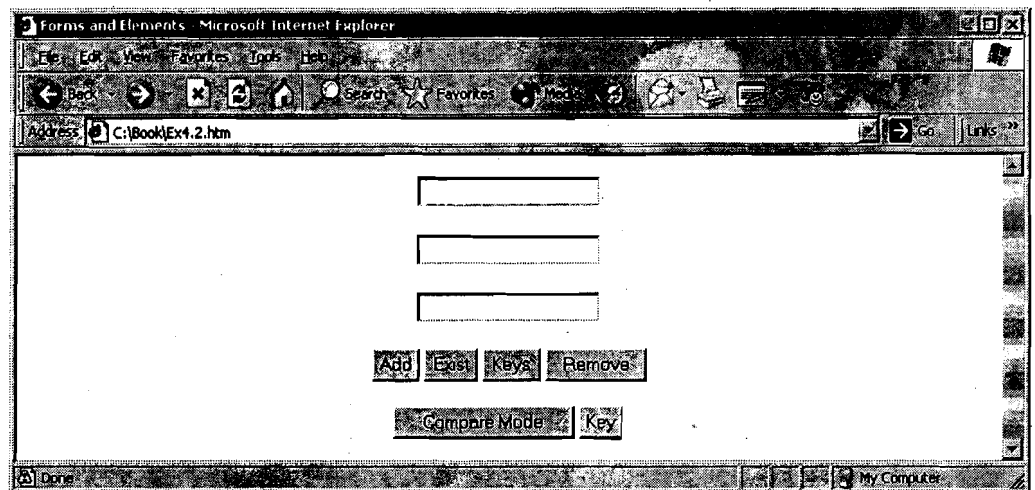 Forms and Elements - Microsoft Internet Explorer
File Edit View Favorites Tools Help
Back Search Favorites Media
Address C:\Book\Ex4.2.htm Go Links »
Add Exist Keys Remove
Compare Mode Key
Done My Computer